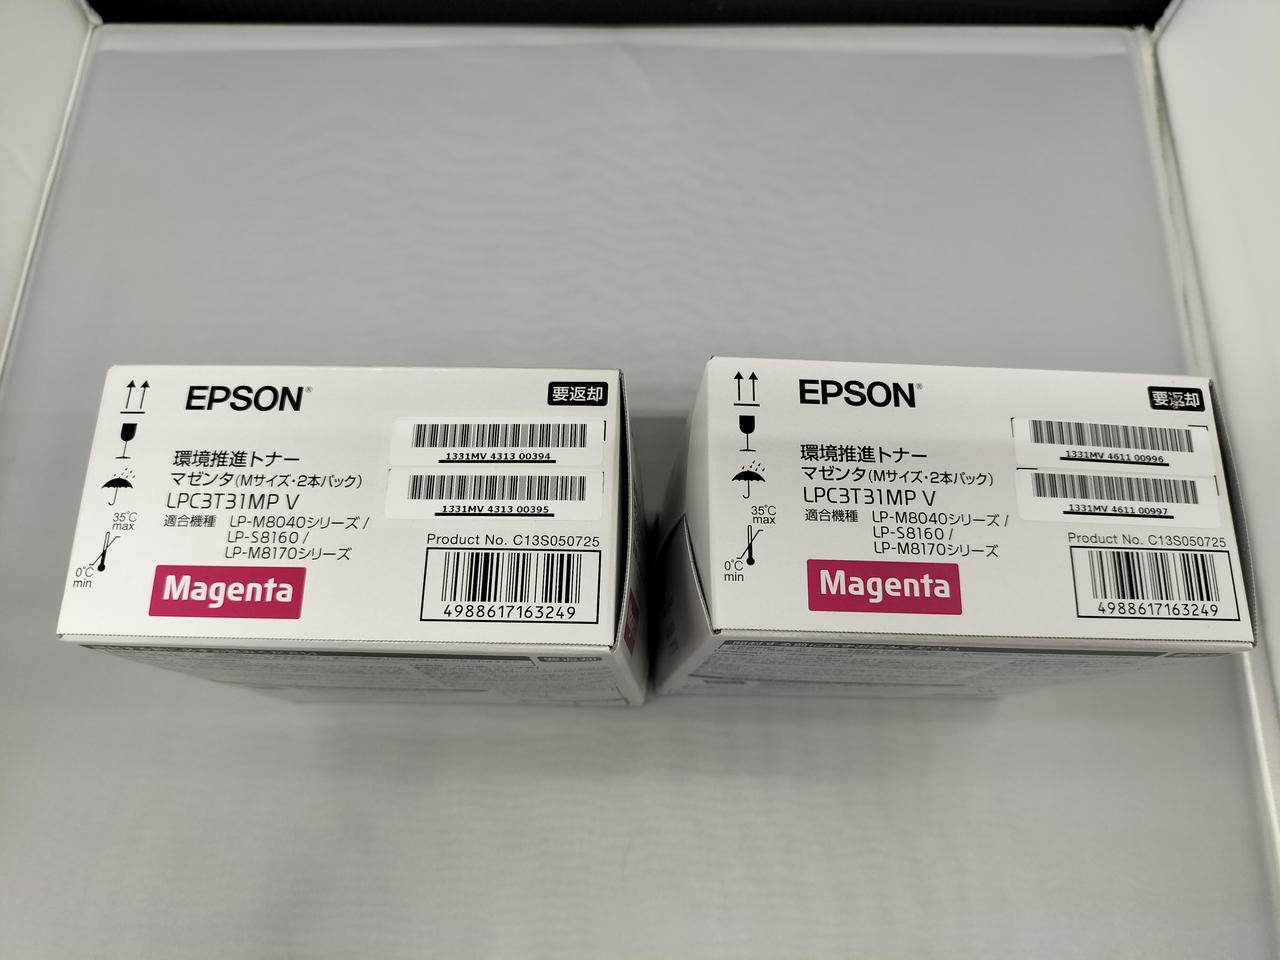 EPSON®
要返却
1331MV 4313 00394
環境推進トナー
マゼンタ(Mサイズ・2本パック)
LPC3T31MP V
1331MV 4313 00395
適合機種 LP-M8040シリーズ /
LP-S8160 /
LP-M8170シリーズ
35℃
max
0℃
min
Magenta
Product No. C13S050725
4988617163249
EPSON®
要返却
1331MV 4611 00996
環境推進トナー
マゼンタ(Mサイズ・2本パック)
LPC3T31MP V
1331MV 4611 00997
適合機種 LP-M8040シリーズ /
LP-S8160 /
LP-M8170シリーズ
35℃
max
0℃
min
Magenta
Product No. C13S050725
4988617163249